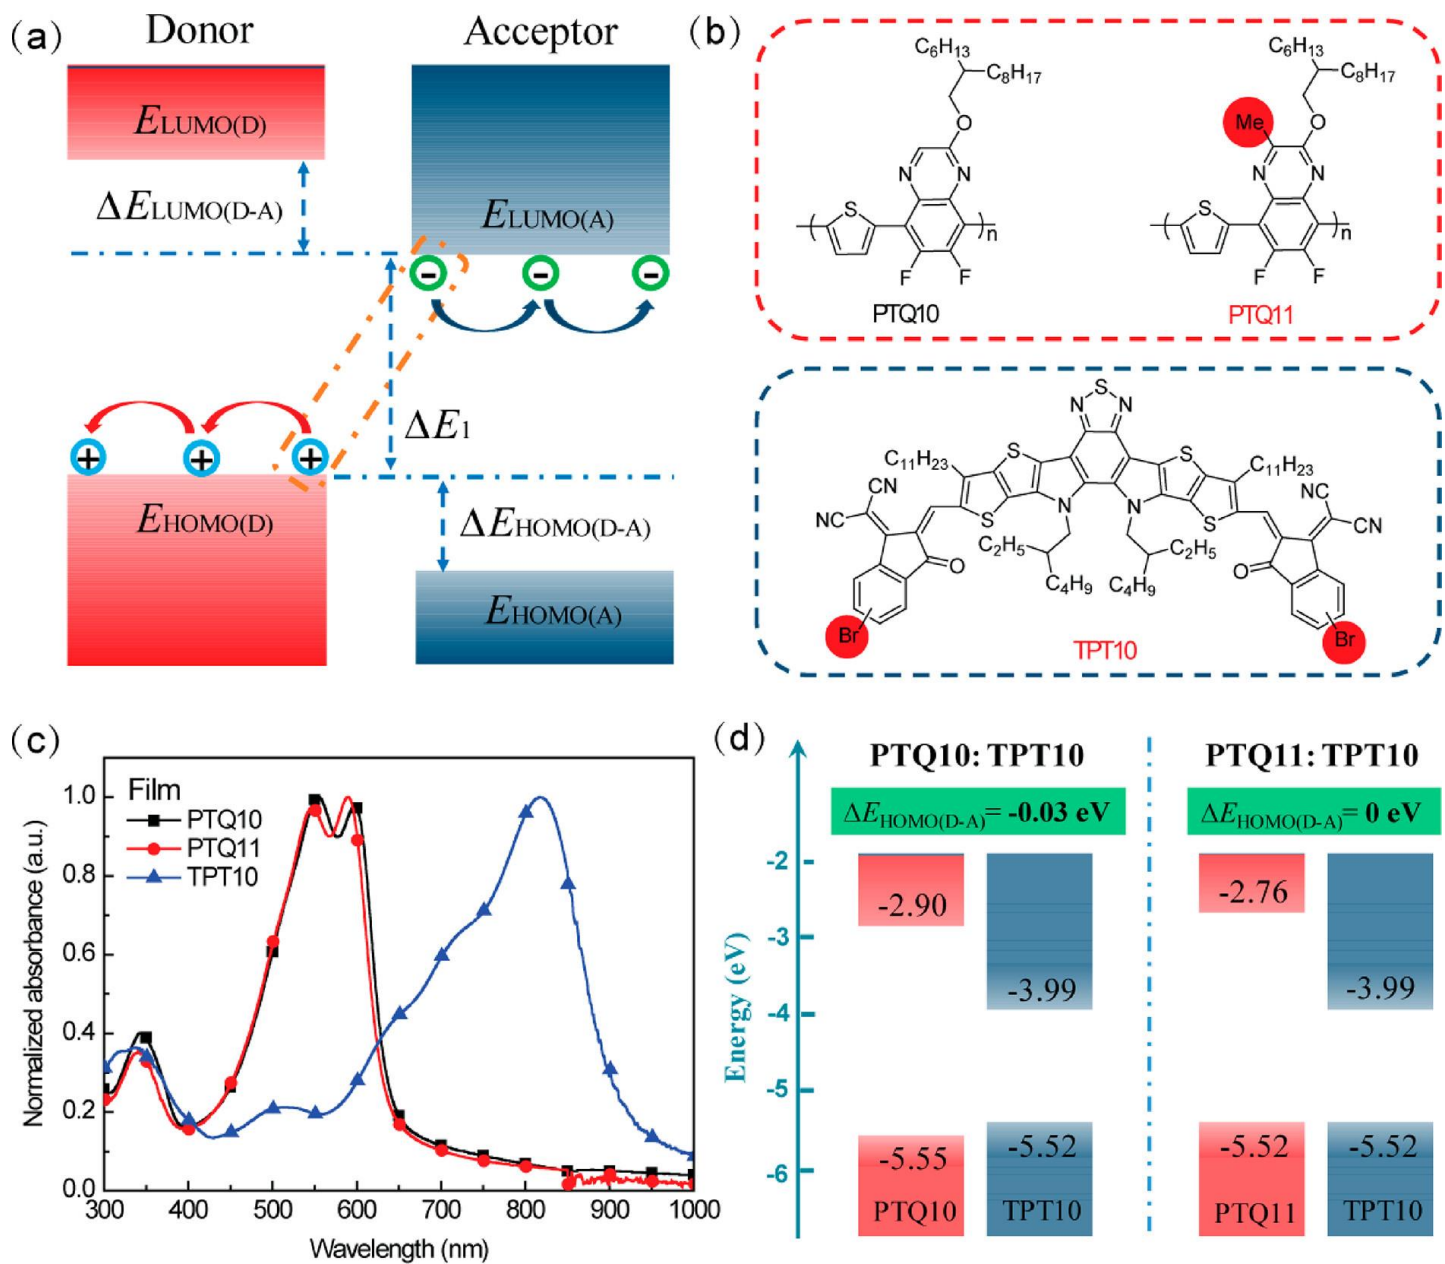 (a)
Donor
Acceptor
ELUMO(D)
ΔELUMO(D-A)
ELUMO(A)
- - -
ΔE1
+ + +
EHOMO(D)
ΔEHOMO(D-A)
EHOMO(A)
(b)
C6H13
C8H17
O
N N
S
( )n
F F
PTQ10
C6H13
C8H17
Me
O
N N
S
( )n
F F
PTQ11
S
N N
C11H23 S S C11H23
CN CN
NC S N N S CN
O C2H5 C2H5 O
C4H9 C4H9
Br Br
TPT10
(c)
Film
PTQ10
PTQ11
TPT10
Normalized absorbance (a.u.)
1.0
0.8
0.6
0.4
0.2
0.0
300 400 500 600 700 800 900 1000
Wavelength (nm)
(d)
PTQ10: TPT10
ΔEHOMO(D-A)= -0.03 eV
PTQ11: TPT10
ΔEHOMO(D-A)= 0 eV
Energy (eV)
-2
-3
-4
-5
-6
-2.90
-3.99
-5.55
-5.52
PTQ10
TPT10
-2.76
-3.99
-5.52
-5.52
PTQ11
TPT10